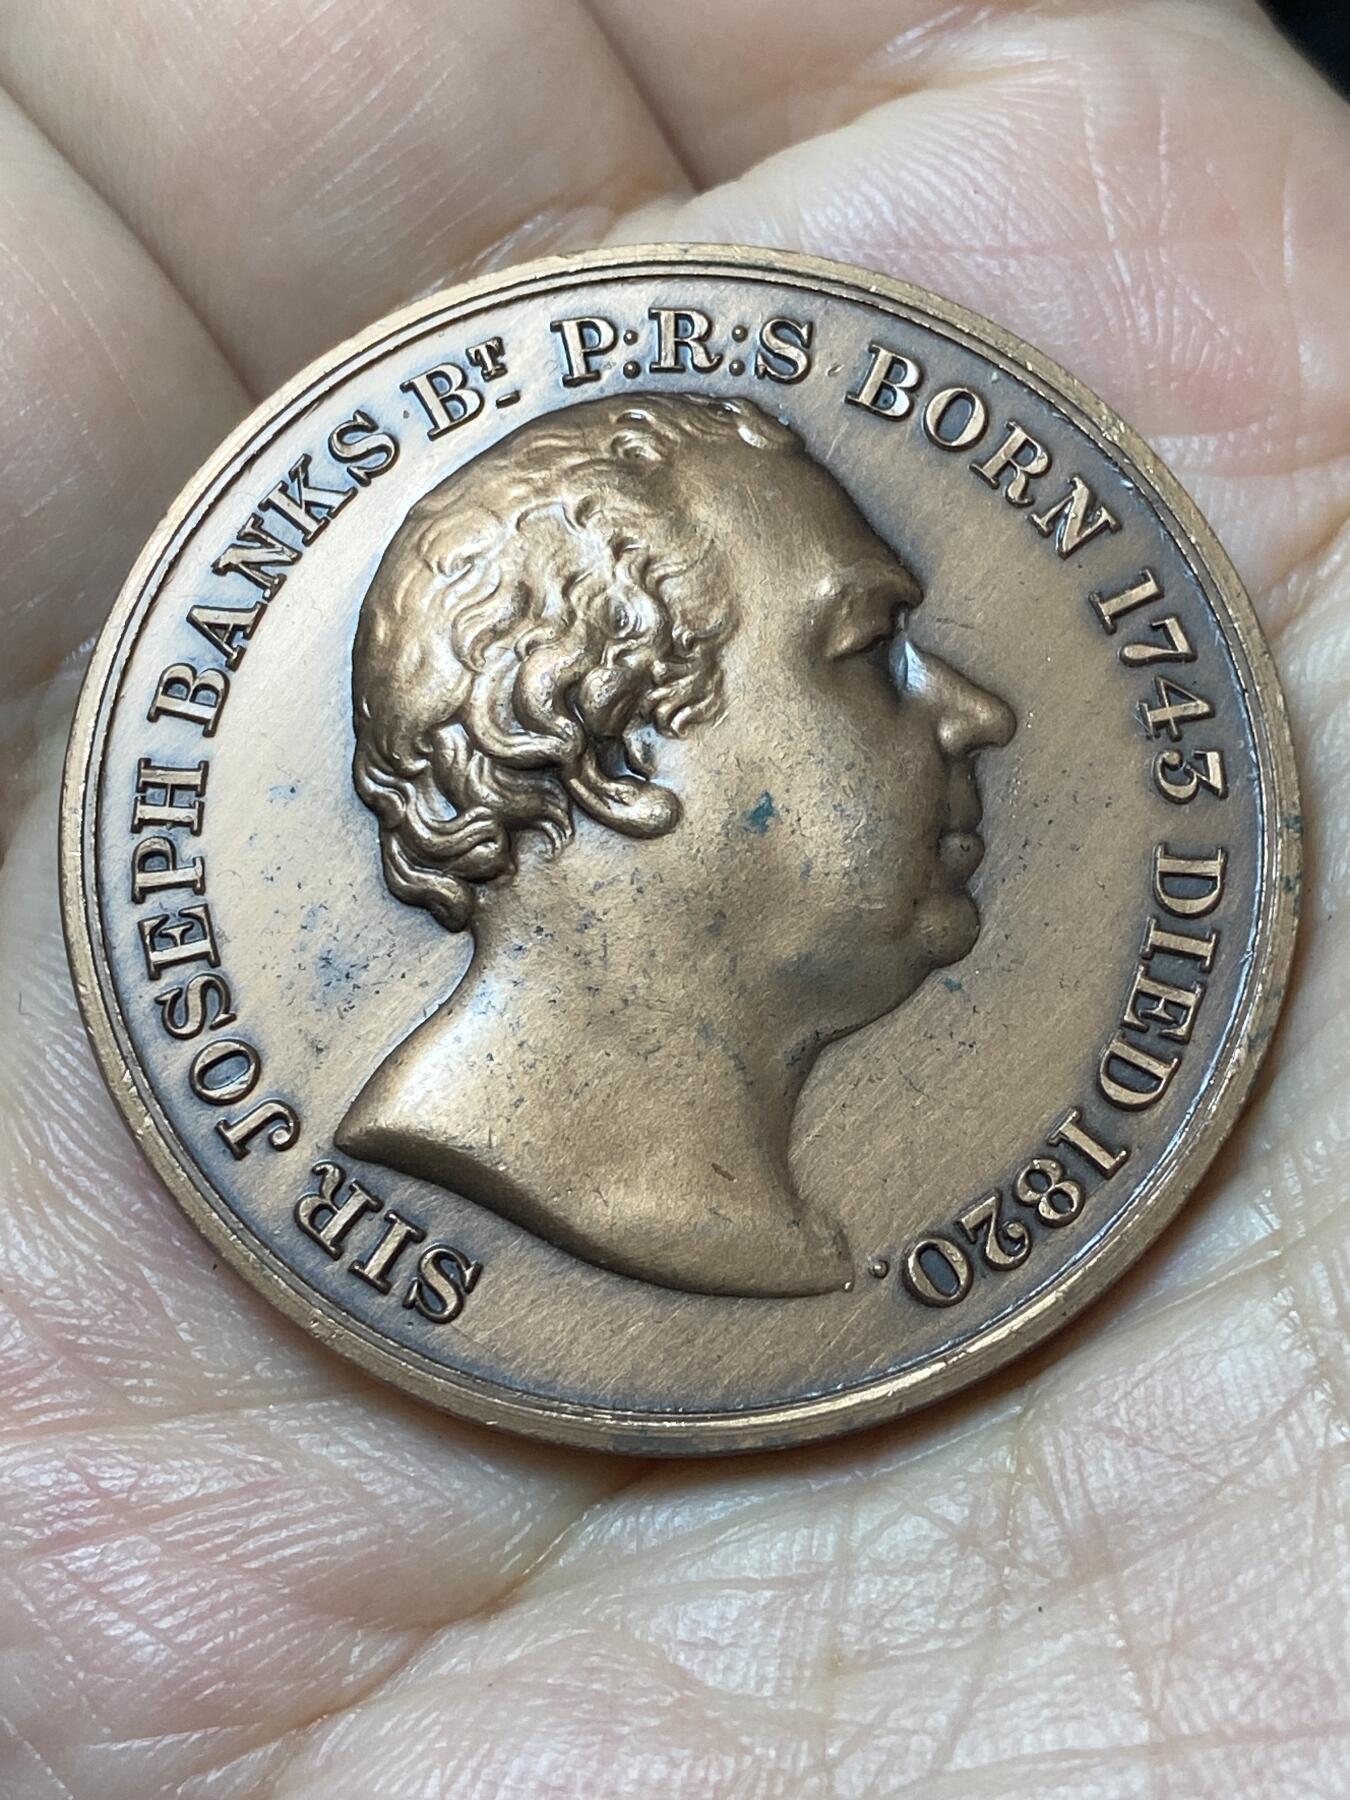 SIR JOSEPH BANKS Bᵀ P:R:S BORN 1743 DIED 1820.